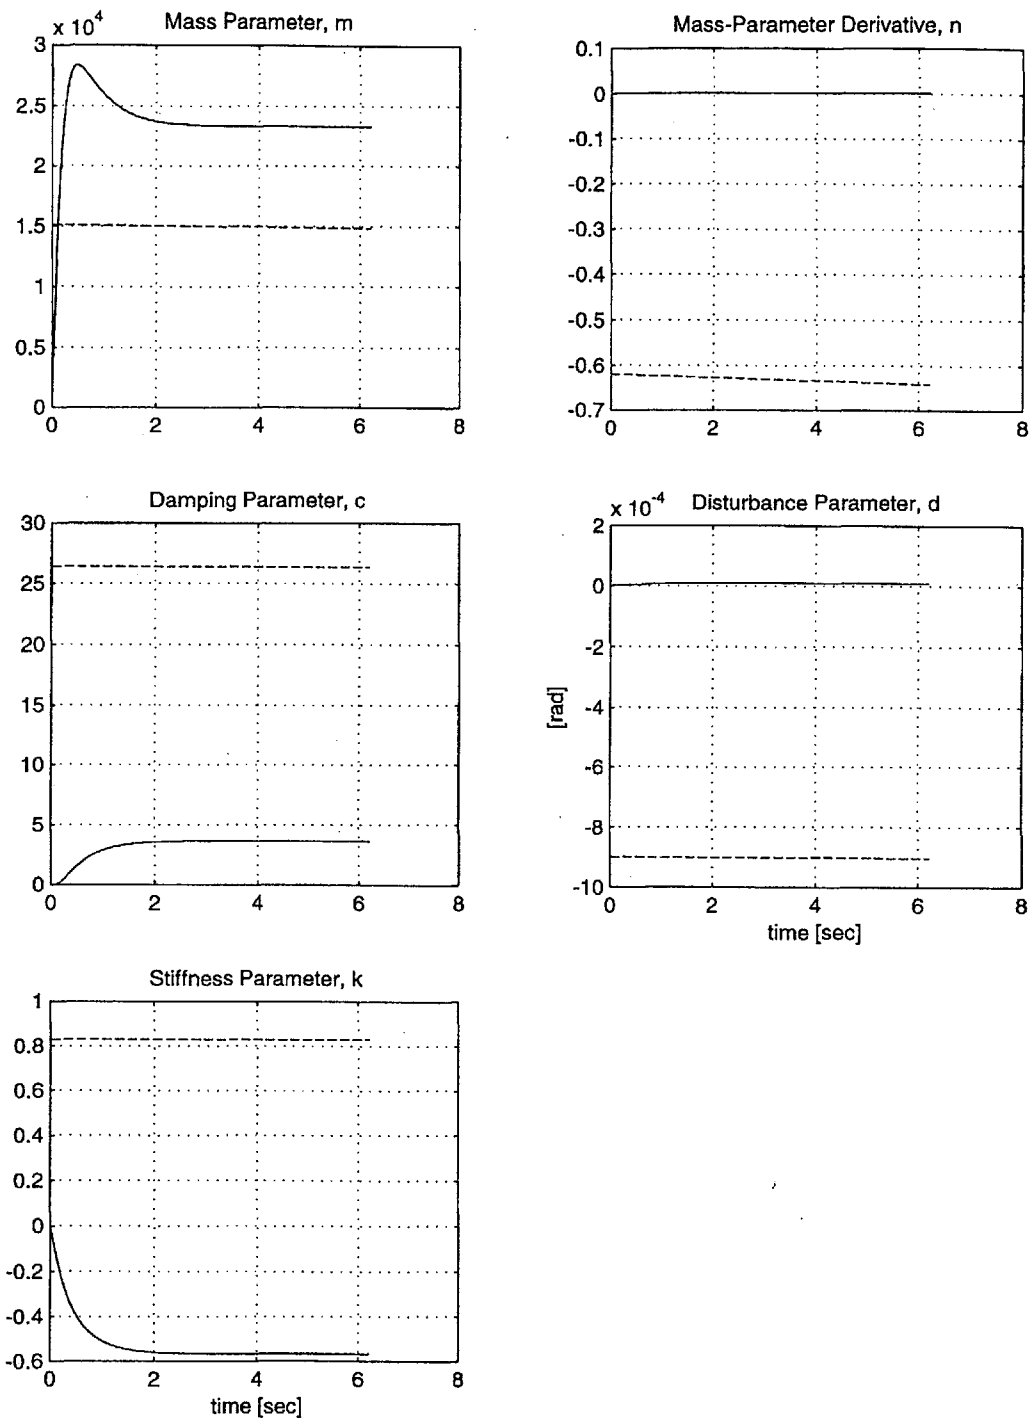 Mass Parameter, m
x 10^4
3
2.5
2
1.5
1
0.5
0
0 2 4 6 8
Mass-Parameter Derivative, n
0.1
0
-0.1
-0.2
-0.3
-0.4
-0.5
-0.6
-0.7
0 2 4 6 8
Damping Parameter, c
30
25
20
15
10
5
0
0 2 4 6 8
Disturbance Parameter, d
x 10^-4
2
0
-2
-4
-6
-8
-10
[rad]
0 2 4 6 8
time [sec]
Stiffness Parameter, k
1
0.8
0.6
0.4
0.2
0
-0.2
-0.4
-0.6
0 2 4 6 8
time [sec]